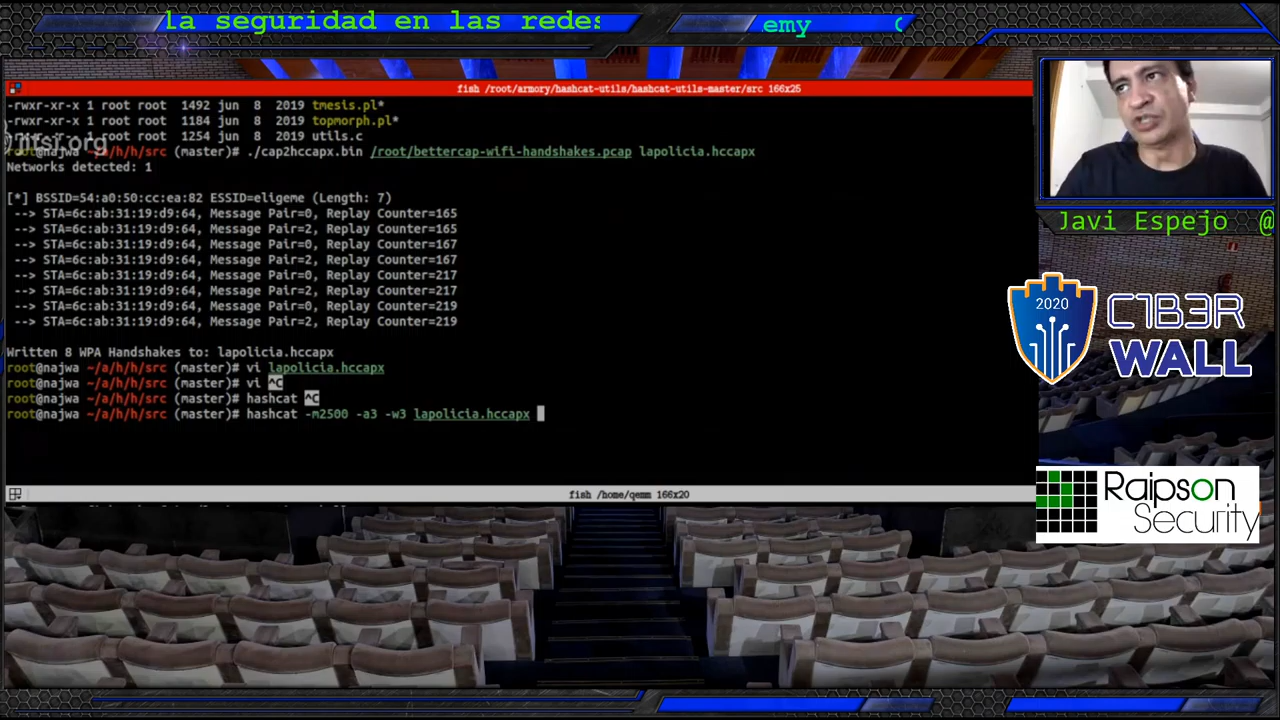 la seguridad en las redes
emy
fish /root/armory/hashcat-utils/hashcat-utils-master/src 166x25
-rwxr-xr-x 1 root root 1492 jun 8 2019 tmesis.pl*
-rwxr-xr-x 1 root root 1184 jun 8 2019 topmorph.pl*
-rwxr-xr-x 1 root root 1254 jun 8 2019 utils.c
jitsi.org
root@najwa ~/a/h/h/src (master)# ./cap2hccapx.bin /root/bettercap-wifi-handshakes.pcap lapolicia.hccapx
Networks detected: 1
[*] BSSID=54:a0:50:cc:ea:82 ESSID=eligeme (Length: 7)
--> STA=6c:ab:31:19:d9:64, Message Pair=0, Replay Counter=165
--> STA=6c:ab:31:19:d9:64, Message Pair=2, Replay Counter=165
--> STA=6c:ab:31:19:d9:64, Message Pair=0, Replay Counter=167
--> STA=6c:ab:31:19:d9:64, Message Pair=2, Replay Counter=167
--> STA=6c:ab:31:19:d9:64, Message Pair=0, Replay Counter=217
--> STA=6c:ab:31:19:d9:64, Message Pair=2, Replay Counter=217
--> STA=6c:ab:31:19:d9:64, Message Pair=0, Replay Counter=219
--> STA=6c:ab:31:19:d9:64, Message Pair=2, Replay Counter=219
Written 8 WPA Handshakes to: lapolicia.hccapx
root@najwa ~/a/h/h/src (master)# vi lapolicia.hccapx
root@najwa ~/a/h/h/src (master)# vi ^C
root@najwa ~/a/h/h/src (master)# hashcat ^C
root@najwa ~/a/h/h/src (master)# hashcat -m2500 -a3 -w3 lapolicia.hccapx
fish /home/qemm 166x20
Javi Espejo @
2020
C1B3R
WALL
Raipson
Security